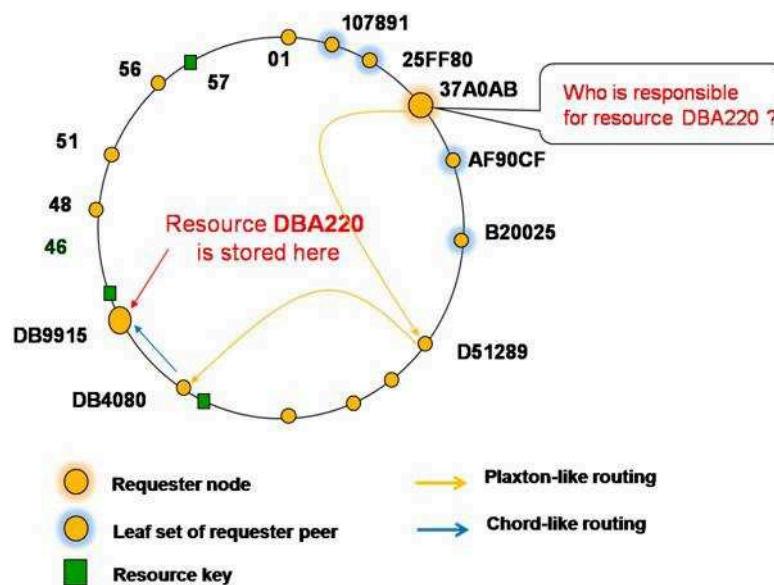 107891
01
25FF80
56
57
37A0AB
Who is responsible
for resource DBA220 ?
51
AF90CF
48
Resource DBA220
is stored here
B20025
46
DB9915
D51289
DB4080
Requester node
Plaxton-like routing
Leaf set of requester peer
Chord-like routing
Resource key